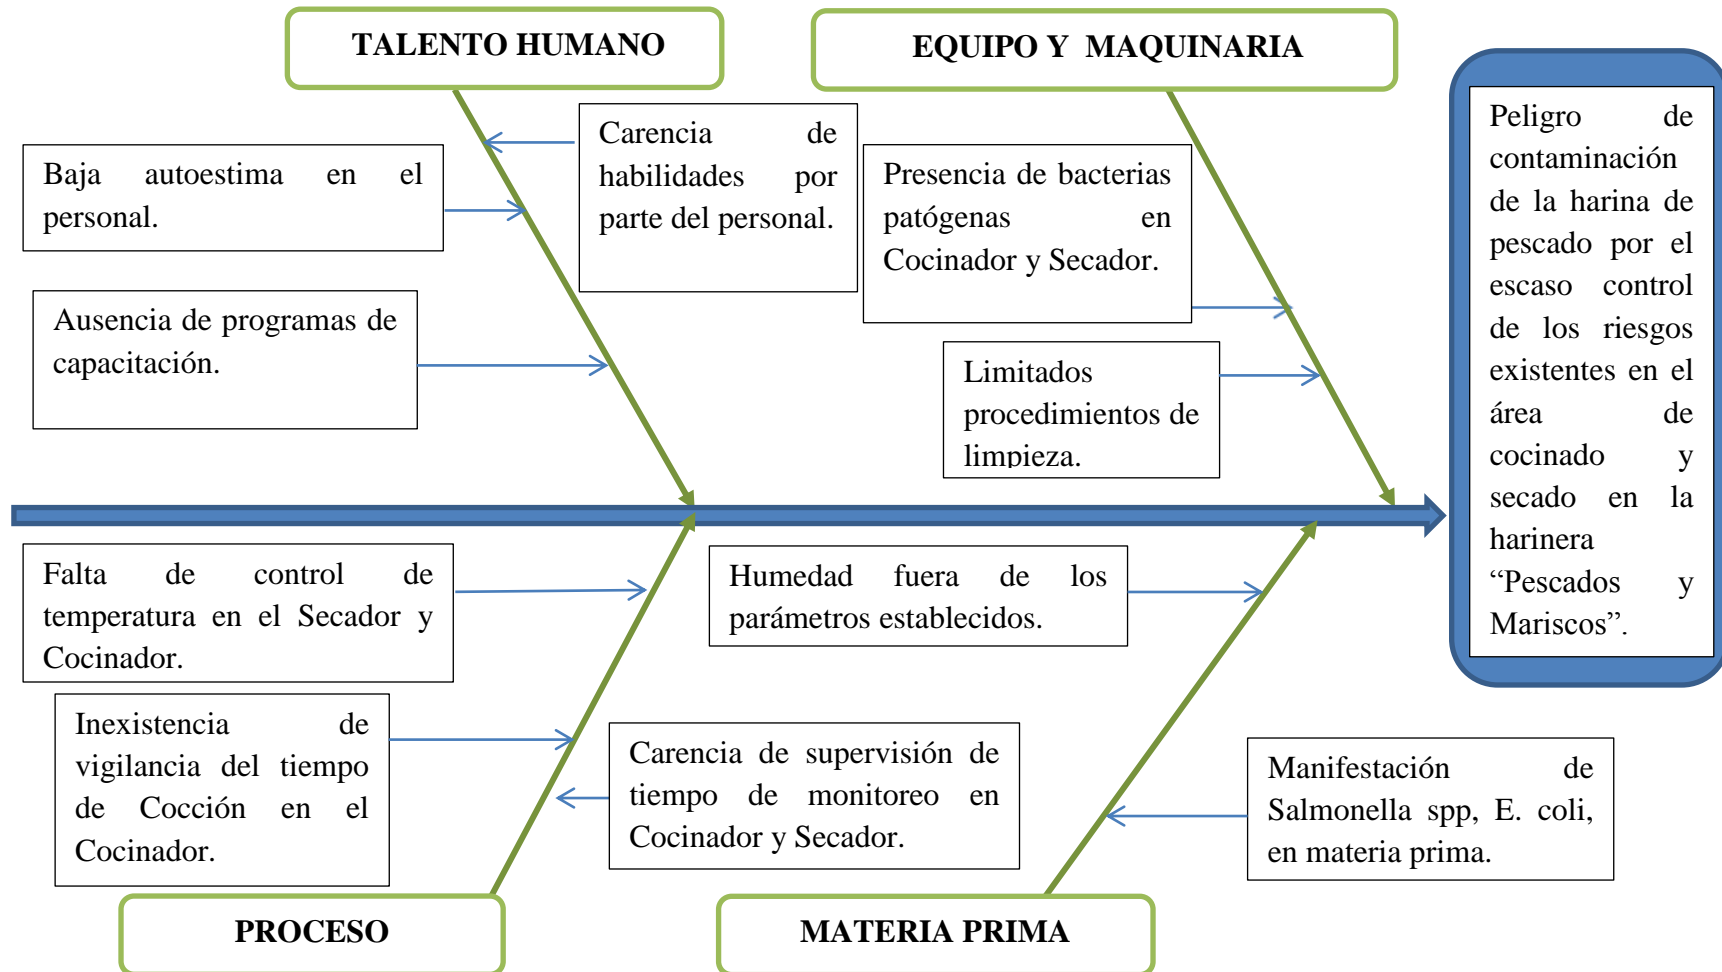 TALENTO HUMANO
EQUIPO Y MAQUINARIA
Baja autoestima en el
personal.
Carencia de
habilidades por
parte del personal.
Ausencia de programas de
capacitación.
Presencia de bacterias
patógenas en
Cocinador y Secador.
Limitados
procedimientos de
limpieza.
Peligro de
contaminación
de la harina de
pescado por el
escaso control
de los riesgos
existentes en el
área de
cocinado y
secado en la
harinera
“Pescados y
Mariscos”.
Falta de control de
temperatura en el Secador y
Cocinador.
Inexistencia de
vigilancia del tiempo
de Cocción en el
Cocinador.
Carencia de supervisión de
tiempo de monitoreo en
Cocinador y Secador.
Humedad fuera de los
parámetros establecidos.
Manifestación de
Salmonella spp, E. coli,
en materia prima.
PROCESO
MATERIA PRIMA